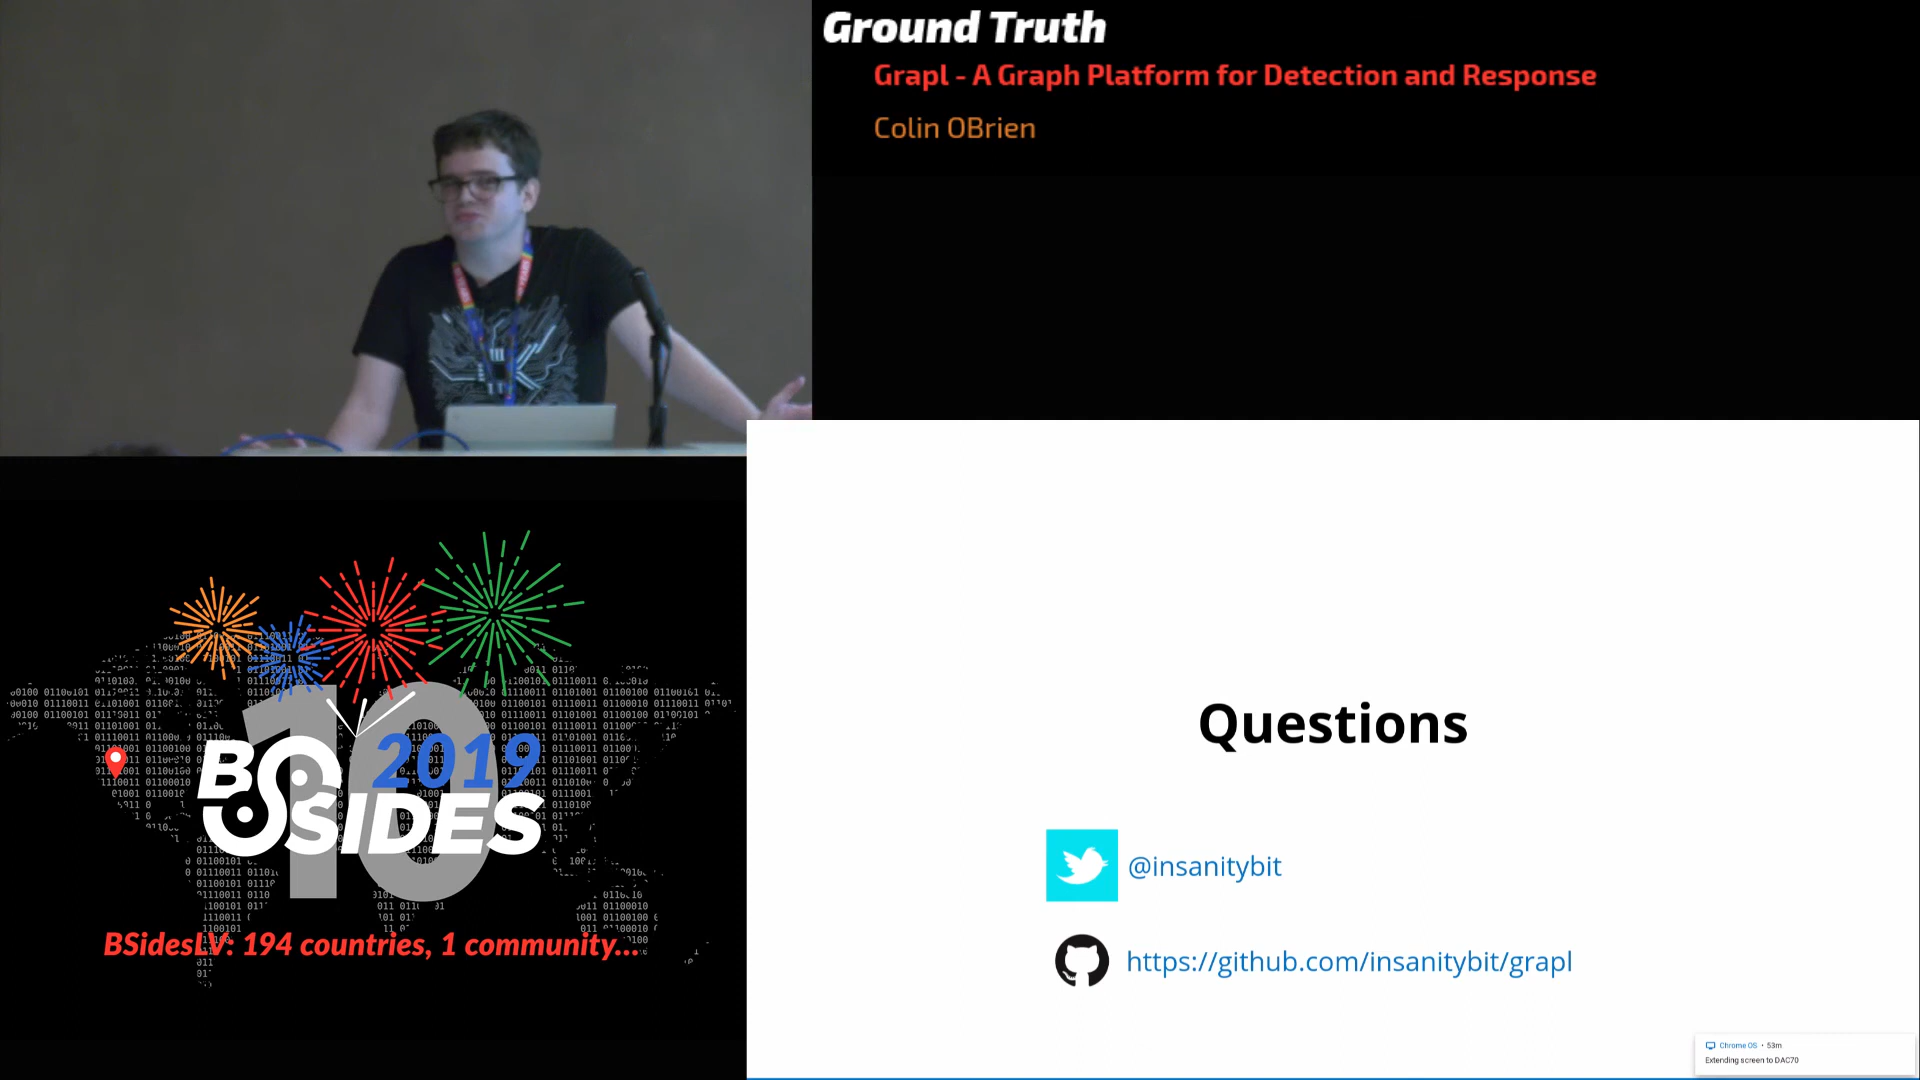 Ground Truth
Grapl - A Graph Platform for Detection and Response
Colin OBrien
Questions
@insanitybit
https://github.com/insanitybit/grapl
Chrome OS • 53m
Extending screen to DAC70
10
2019
BSIDES
BSidesLV: 194 countries, 1 community...